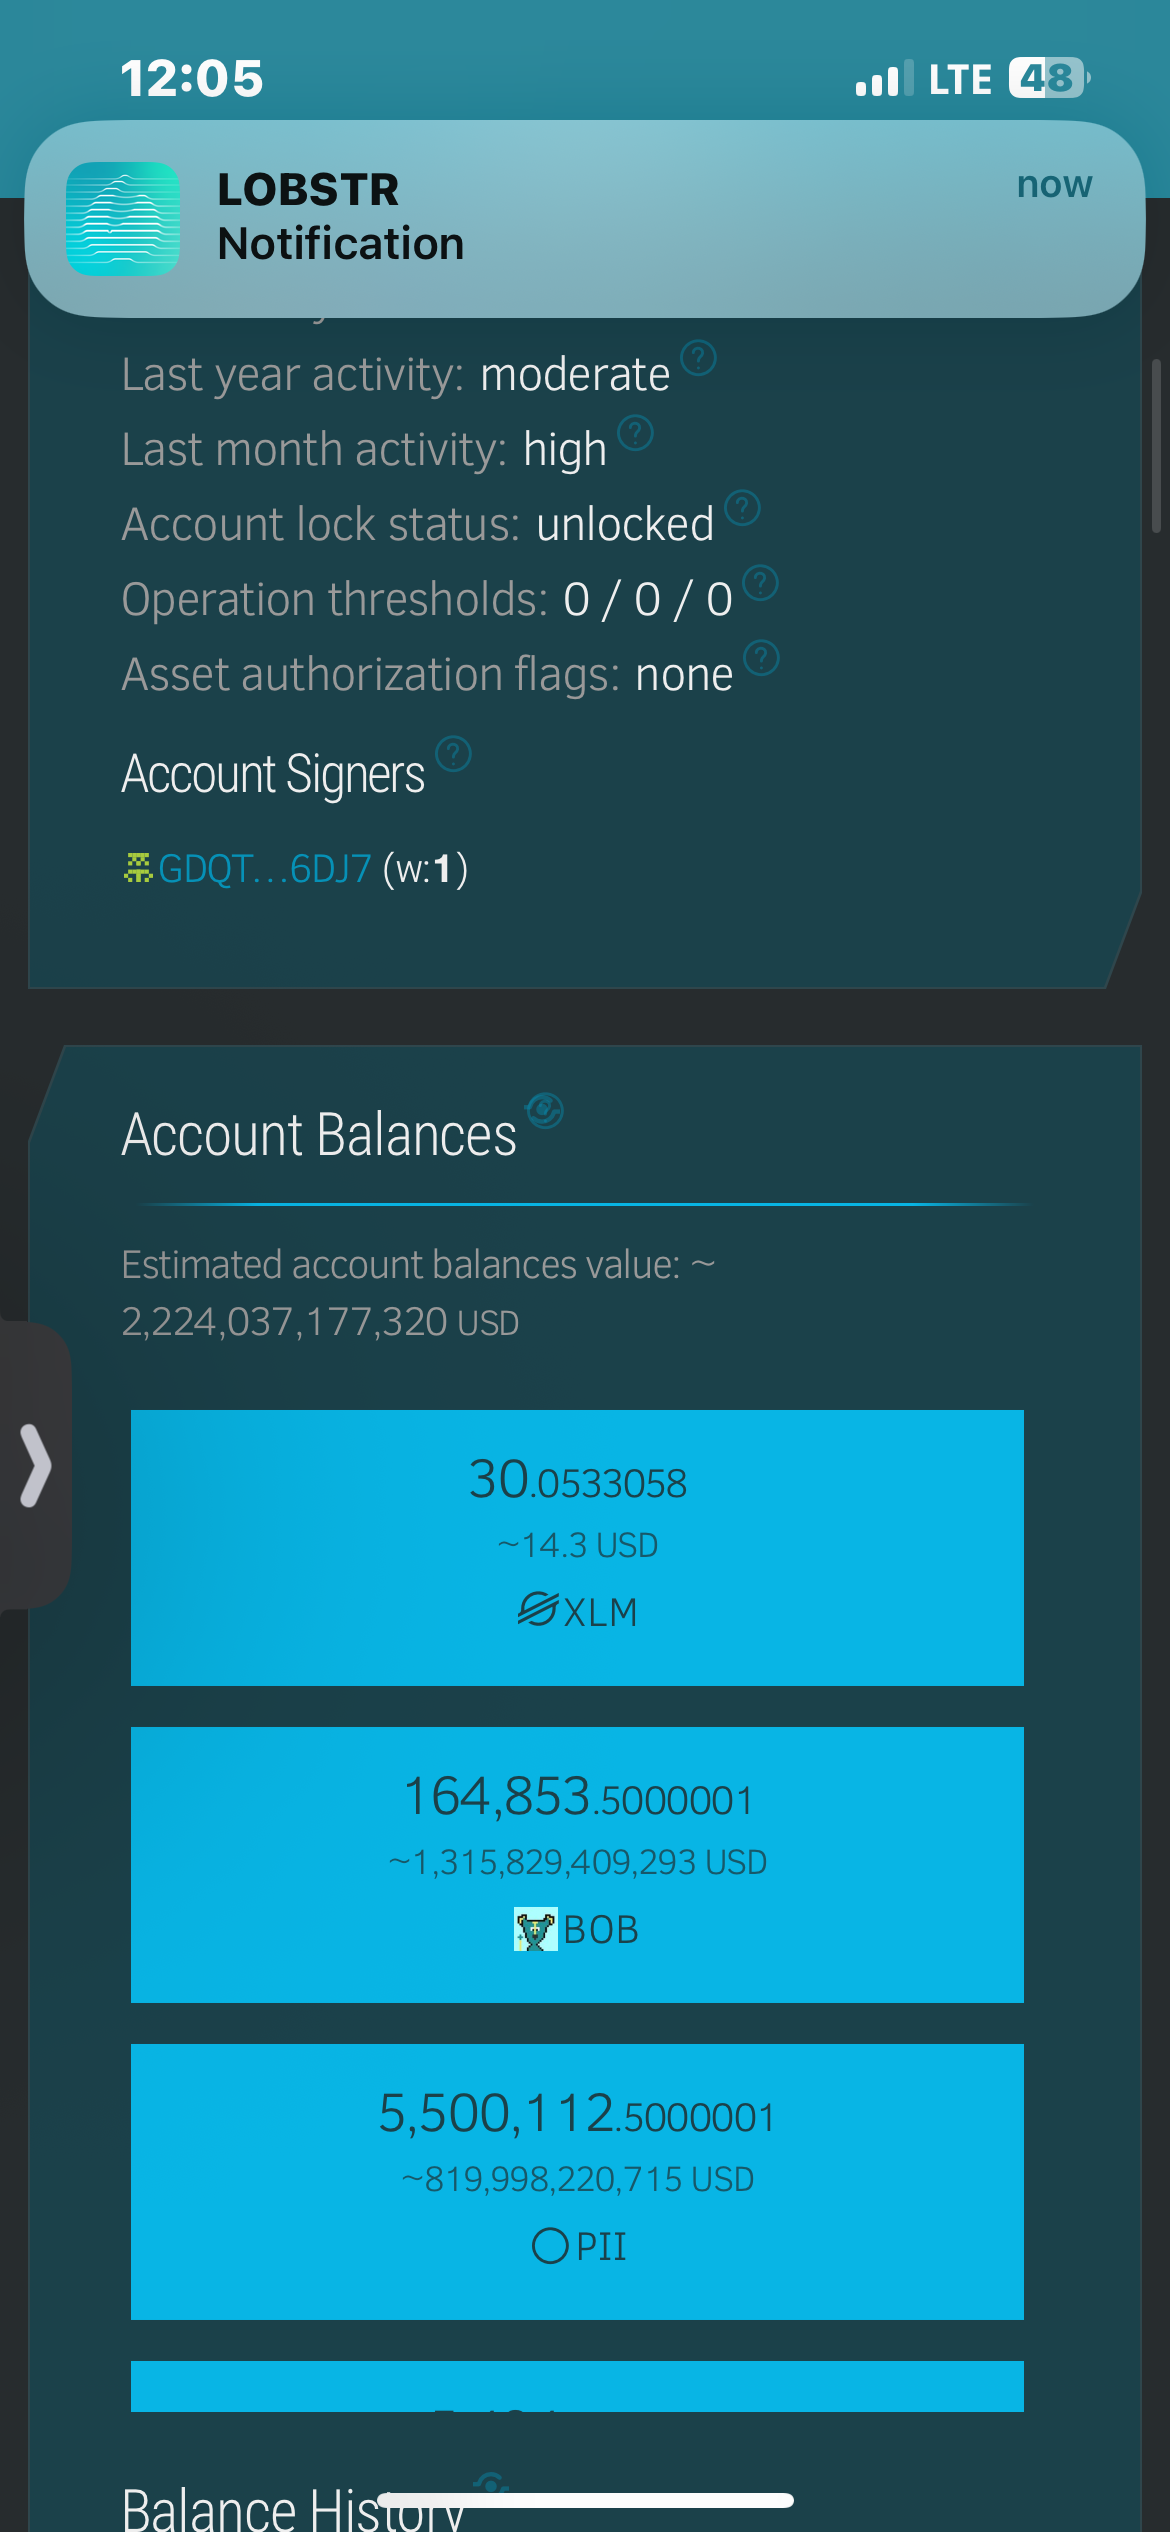 12:05
LTE 48
LOBSTR
now
Notification
Last year activity: moderate ?
Last month activity: high ?
Account lock status: unlocked ?
Operation thresholds: 0 / 0 / 0 ?
Asset authorization flags: none ?
Account Signers ?
GDQT...6DJ7 (w:1)
Account Balances
Estimated account balances value: ~
2,224,037,177,320 USD
30.0533058
~14.3 USD
XLM
164,853.5000001
~1,315,829,409,293 USD
BOB
5,500,112.5000001
~819,998,220,715 USD
PII
Balance History